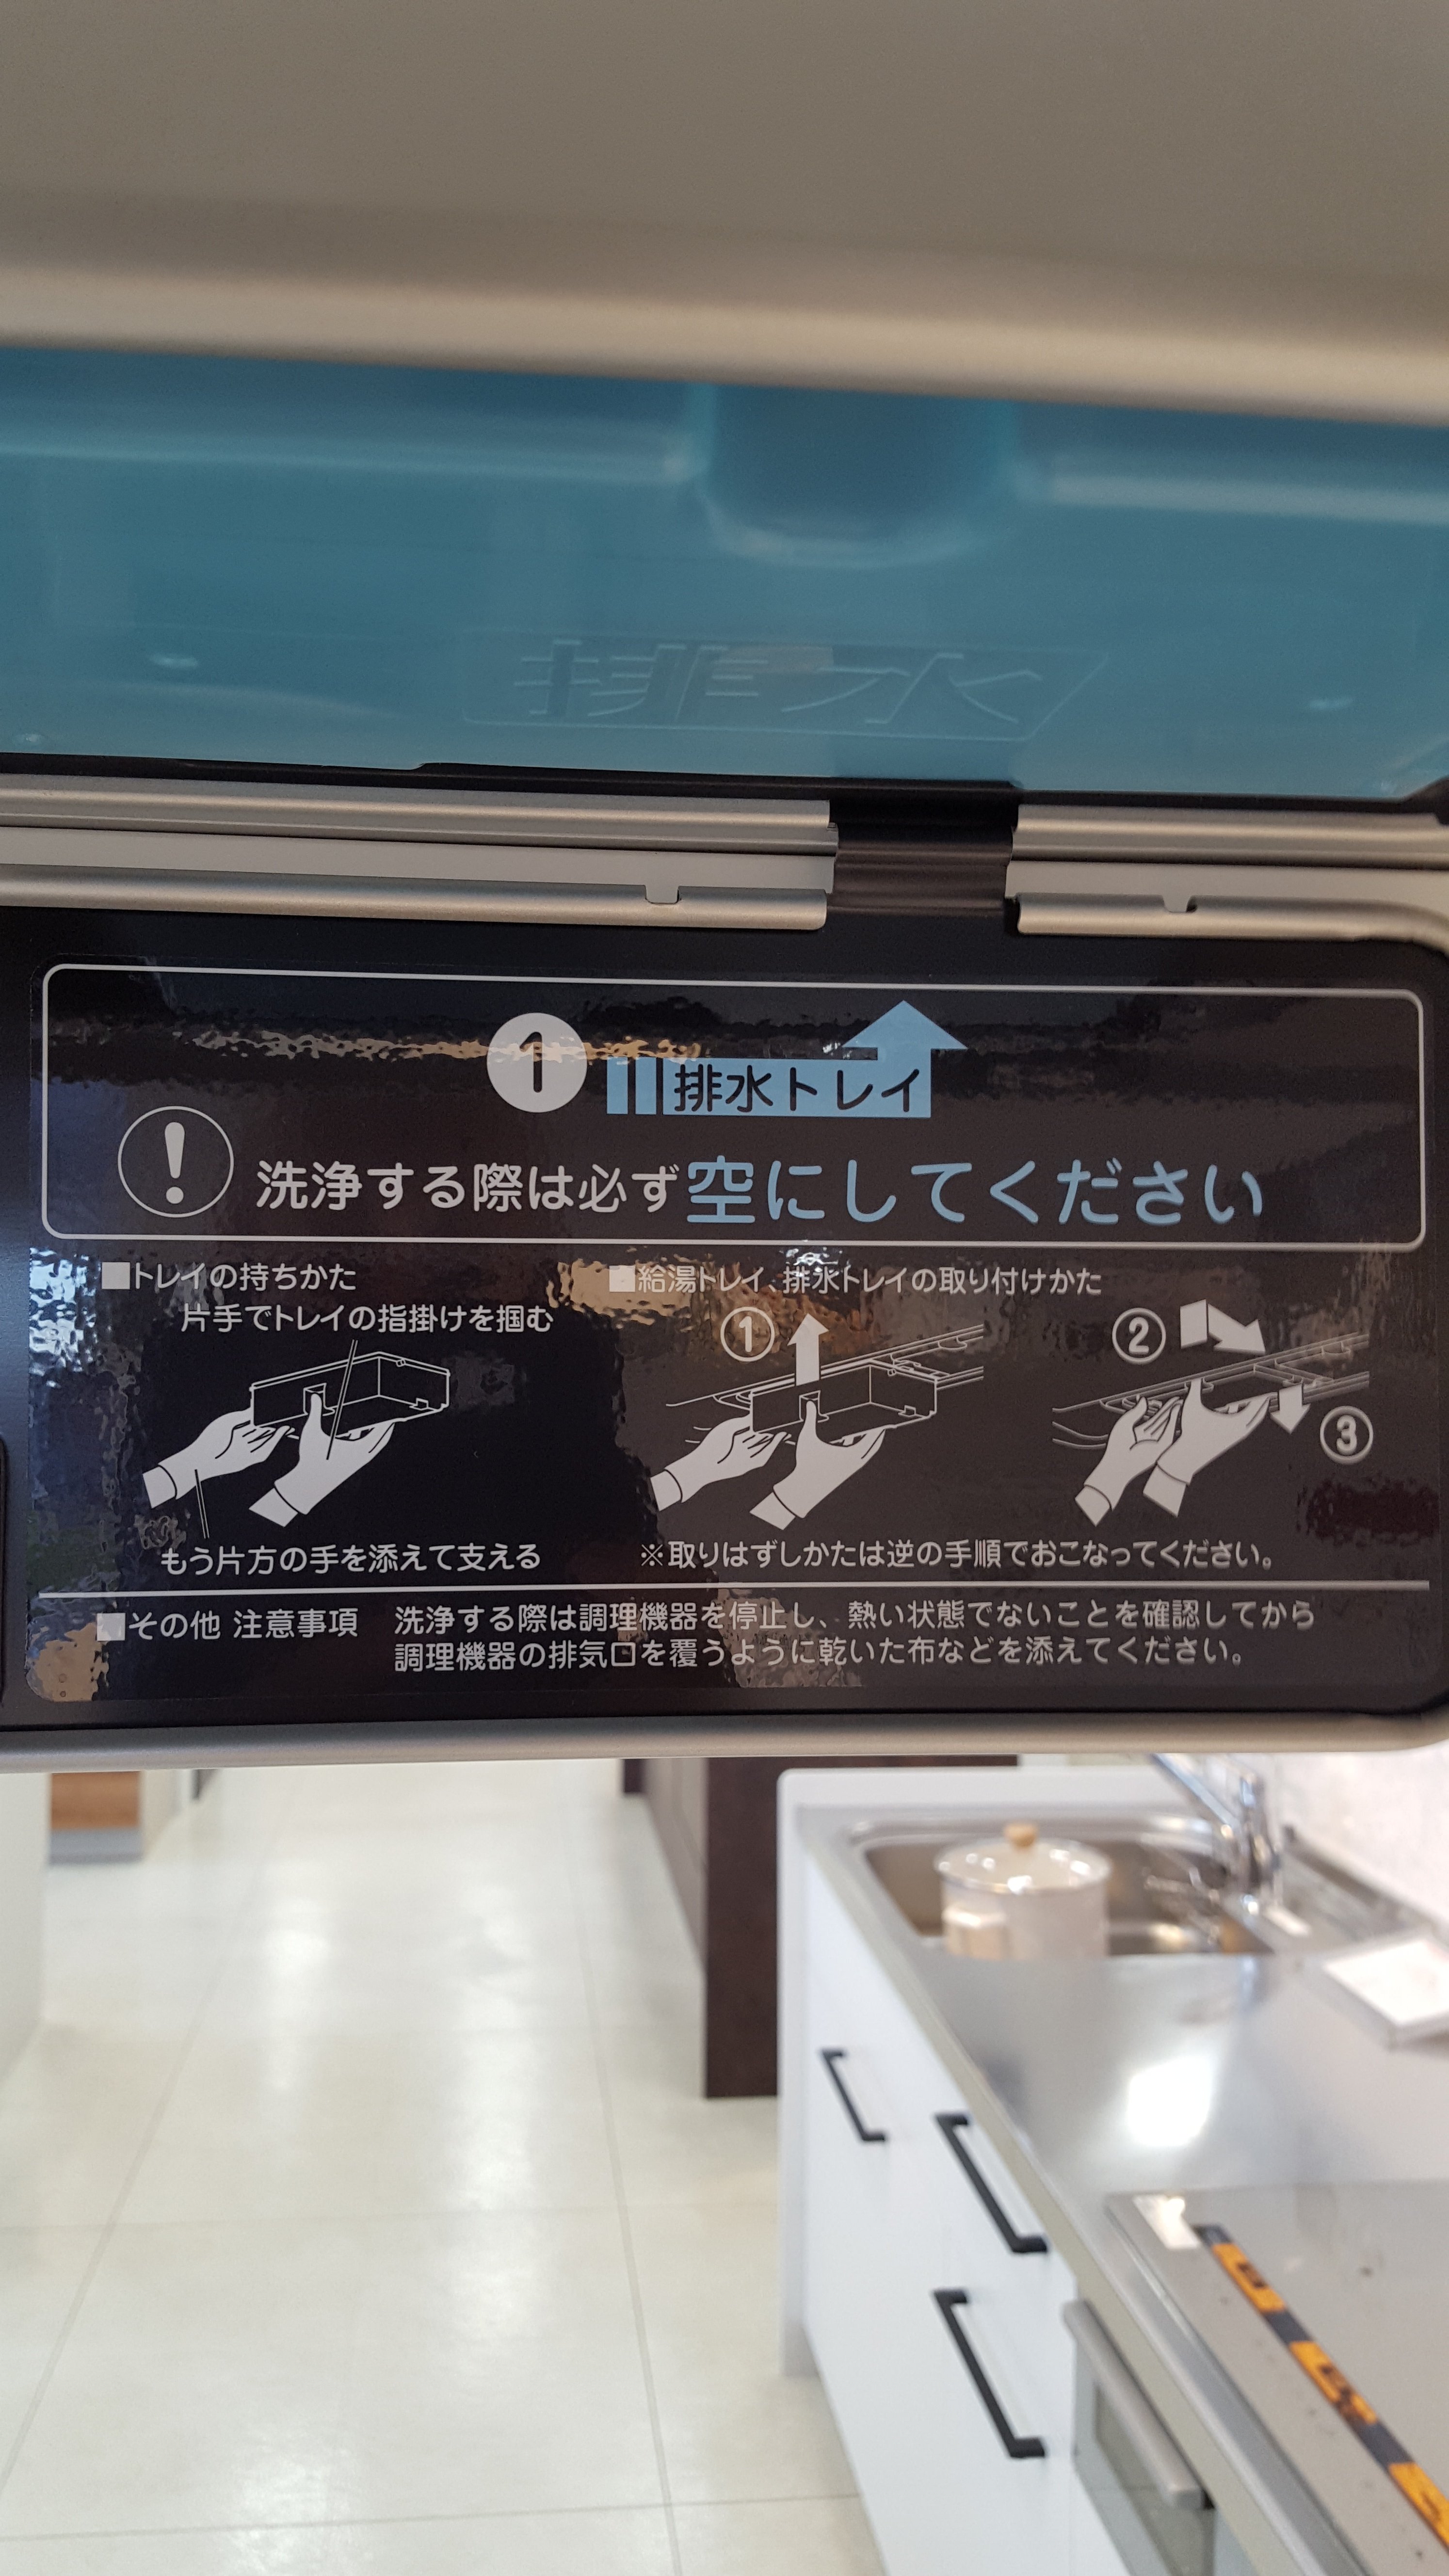 排水
1 排水トレイ
洗浄する際は必ず空にしてください
■トレイの持ちかた
片手でトレイの指掛けを掴む
もう片方の手を添えて支える
■給湯トレイ、排水トレイの取り付けかた
① ② ③
※取りはずしかたは逆の手順でおこなってください。
■その他 注意事項 洗浄する際は調理機器を停止し、熱い状態でないことを確認してから
調理機器の排気口を覆うように乾いた布などを添えてください。